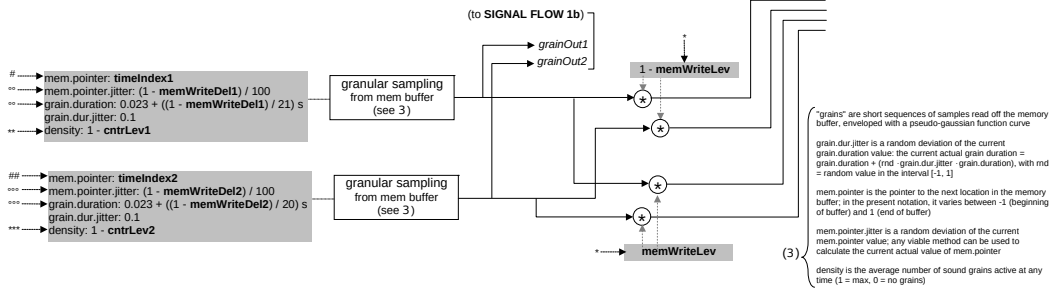 (to SIGNAL FLOW 1b)
grainOut1
grainOut2
*
1 - memWriteLev
#
mem.pointer: timeIndex1
°°
mem.pointer.jitter: (1 - memWriteDel1) / 100
°°
grain.duration: 0.023 + ((1 - memWriteDel1) / 21) s
grain.dur.jitter: 0.1
**
density: 1 - cntrLev1
granular sampling
from mem buffer
(see 3)
*
*
##
mem.pointer: timeIndex2
°°°
mem.pointer.jitter: (1 - memWriteDel2) / 100
°°°
grain.duration: 0.023 + ((1 - memWriteDel2) / 20) s
grain.dur.jitter: 0.1
***
density: 1 - cntrLev2
granular sampling
from mem buffer
(see 3)
*
*
*
memWriteLev
(3)
"grains" are short sequences of samples read off the memory
buffer, enveloped with a pseudo-gaussian function curve
grain.dur.jitter is a random deviation of the current
grain.duration value: the current actual grain duration =
grain.duration + (rnd ·grain.dur.jitter ·grain.duration), with rnd
= random value in the interval [-1, 1]
mem.pointer is the pointer to the next location in the memory
buffer; in the present notation, it varies between -1 (beginning
of buffer) and 1 (end of buffer)
mem.pointer.jitter is a random deviation of the current
mem.pointer value; any viable method can be used to
calculate the current actual value of mem.pointer
density is the average number of sound grains active at any
time (1 = max, 0 = no grains)